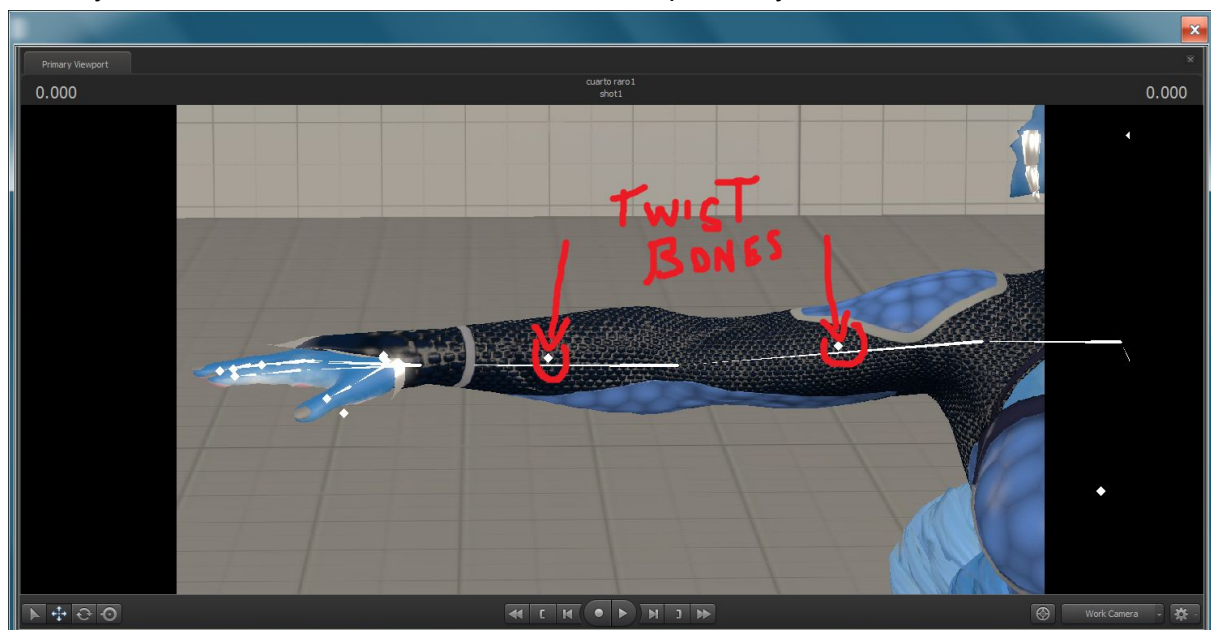 Primary Viewport
cuarto raro1
0.000
shot1
0.000
TWIST
BONES
Work Camera